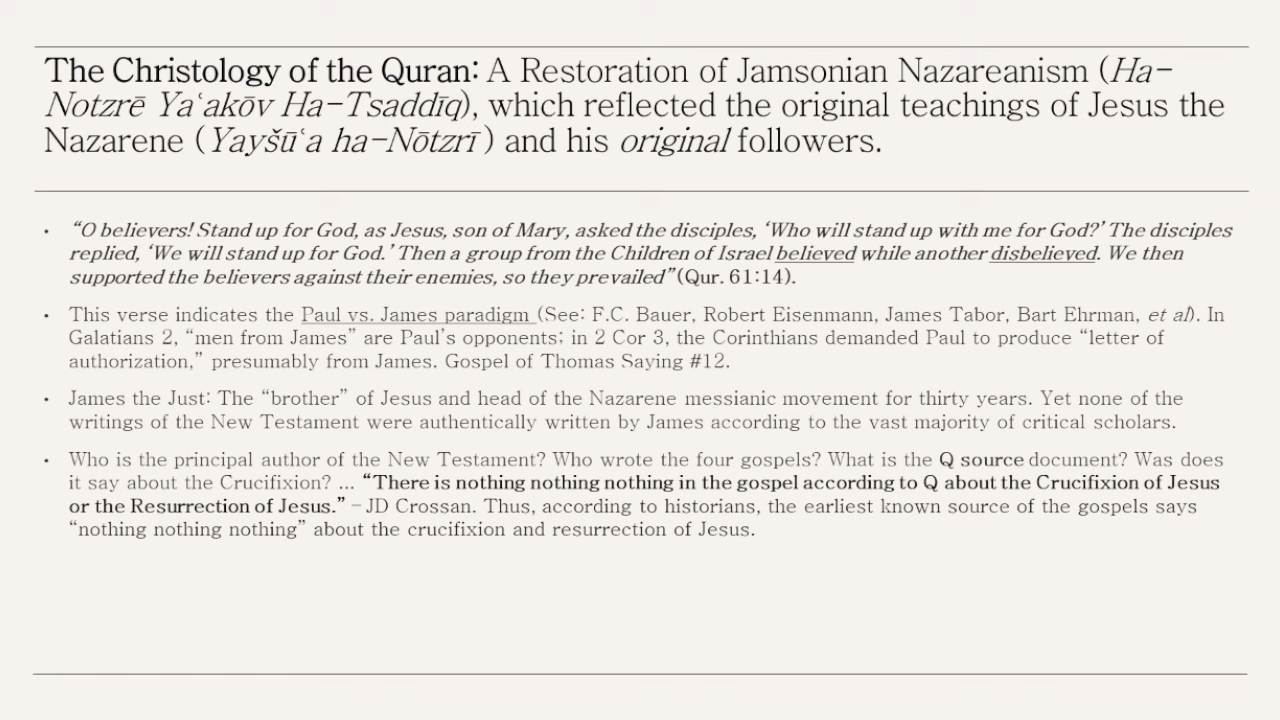 The Christology of the Quran: A Restoration of Jamsonian Nazareanism (Ha-
Notzrē Yaʿakōv Ha-Tsaddīq), which reflected the original teachings of Jesus the
Nazarene (Yayšūʿa ha-Nōtzrī ) and his original followers.
• “O believers! Stand up for God, as Jesus, son of Mary, asked the disciples, ‘Who will stand up with me for God?’ The disciples
replied, ‘We will stand up for God.’ Then a group from the Children of Israel believed while another disbelieved. We then
supported the believers against their enemies, so they prevailed” (Qur. 61:14).
• This verse indicates the Paul vs. James paradigm (See: F.C. Bauer, Robert Eisenmann, James Tabor, Bart Ehrman, et al). In
Galatians 2, “men from James” are Paul’s opponents; in 2 Cor 3, the Corinthians demanded Paul to produce “letter of
authorization,” presumably from James. Gospel of Thomas Saying #12.
• James the Just: The “brother” of Jesus and head of the Nazarene messianic movement for thirty years. Yet none of the
writings of the New Testament were authentically written by James according to the vast majority of critical scholars.
• Who is the principal author of the New Testament? Who wrote the four gospels? What is the Q source document? Was does
it say about the Crucifixion? ... “There is nothing nothing nothing in the gospel according to Q about the Crucifixion of Jesus
or the Resurrection of Jesus.” – JD Crossan. Thus, according to historians, the earliest known source of the gospels says
“nothing nothing nothing” about the crucifixion and resurrection of Jesus.